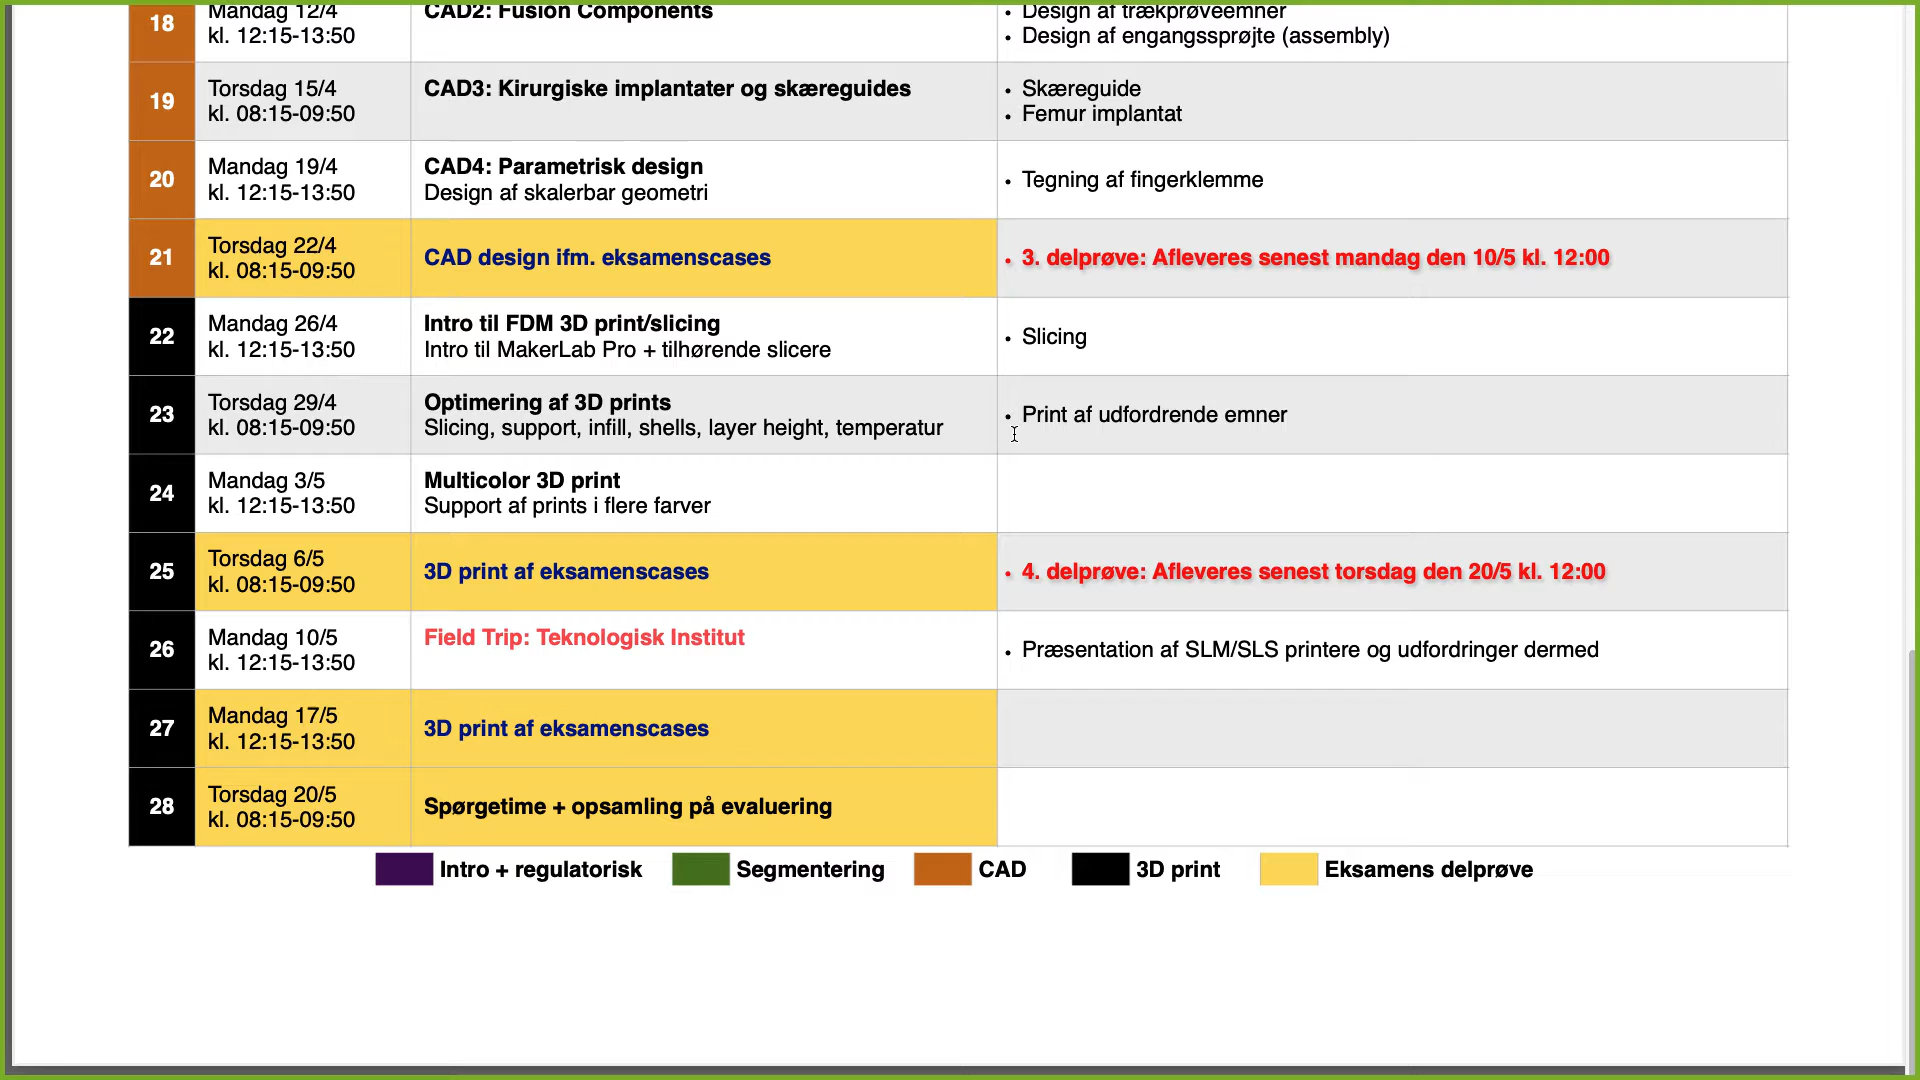 18
Mandag 12/4
kl. 12:15-13:50
CAD2: Fusion Components
• Design af trækprøveemner
• Design af engangssprøjte (assembly)
19
Torsdag 15/4
kl. 08:15-09:50
CAD3: Kirurgiske implantater og skæreguides
• Skæreguide
• Femur implantat
20
Mandag 19/4
kl. 12:15-13:50
CAD4: Parametrisk design
Design af skalerbar geometri
• Tegning af fingerklemme
21
Torsdag 22/4
kl. 08:15-09:50
CAD design ifm. eksamenscases
• 3. delprøve: Afleveres senest mandag den 10/5 kl. 12:00
22
Mandag 26/4
kl. 12:15-13:50
Intro til FDM 3D print/slicing
Intro til MakerLab Pro + tilhørende slicere
• Slicing
23
Torsdag 29/4
kl. 08:15-09:50
Optimering af 3D prints
Slicing, support, infill, shells, layer height, temperatur
• Print af udfordrende emner
24
Mandag 3/5
kl. 12:15-13:50
Multicolor 3D print
Support af prints i flere farver
25
Torsdag 6/5
kl. 08:15-09:50
3D print af eksamenscases
• 4. delprøve: Afleveres senest torsdag den 20/5 kl. 12:00
26
Mandag 10/5
kl. 12:15-13:50
Field Trip: Teknologisk Institut
• Præsentation af SLM/SLS printere og udfordringer dermed
27
Mandag 17/5
kl. 12:15-13:50
3D print af eksamenscases
28
Torsdag 20/5
kl. 08:15-09:50
Spørgetime + opsamling på evaluering
Intro + regulatorisk
Segmentering
CAD
3D print
Eksamens delprøve